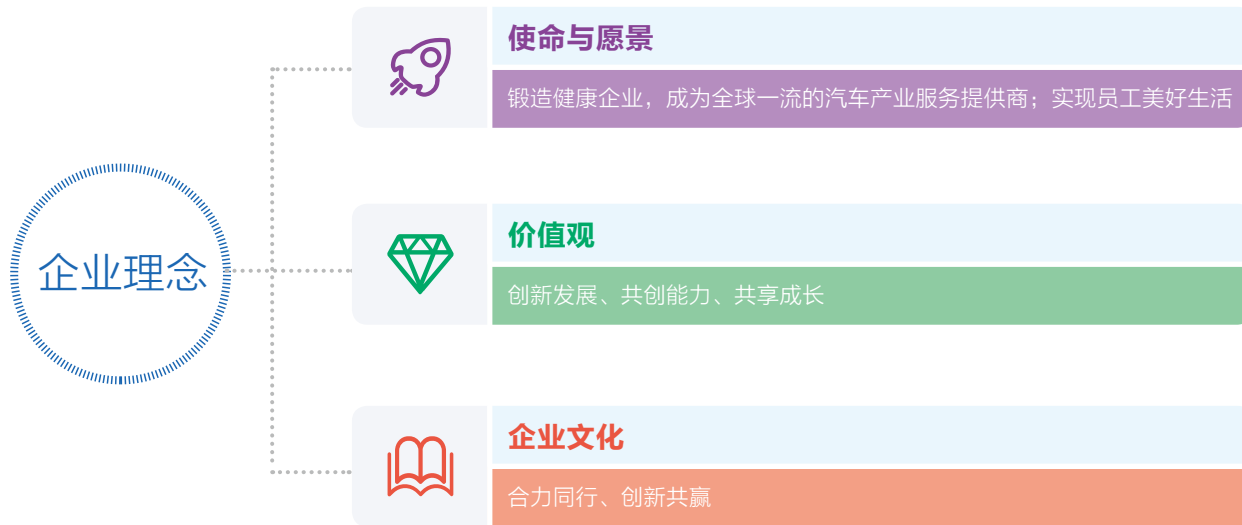 企业理念
使命与愿景
锻造健康企业，成为全球一流的汽车产业服务提供商；实现员工美好生活
价值观
创新发展、共创能力、共享成长
企业文化
合力同行、创新共赢